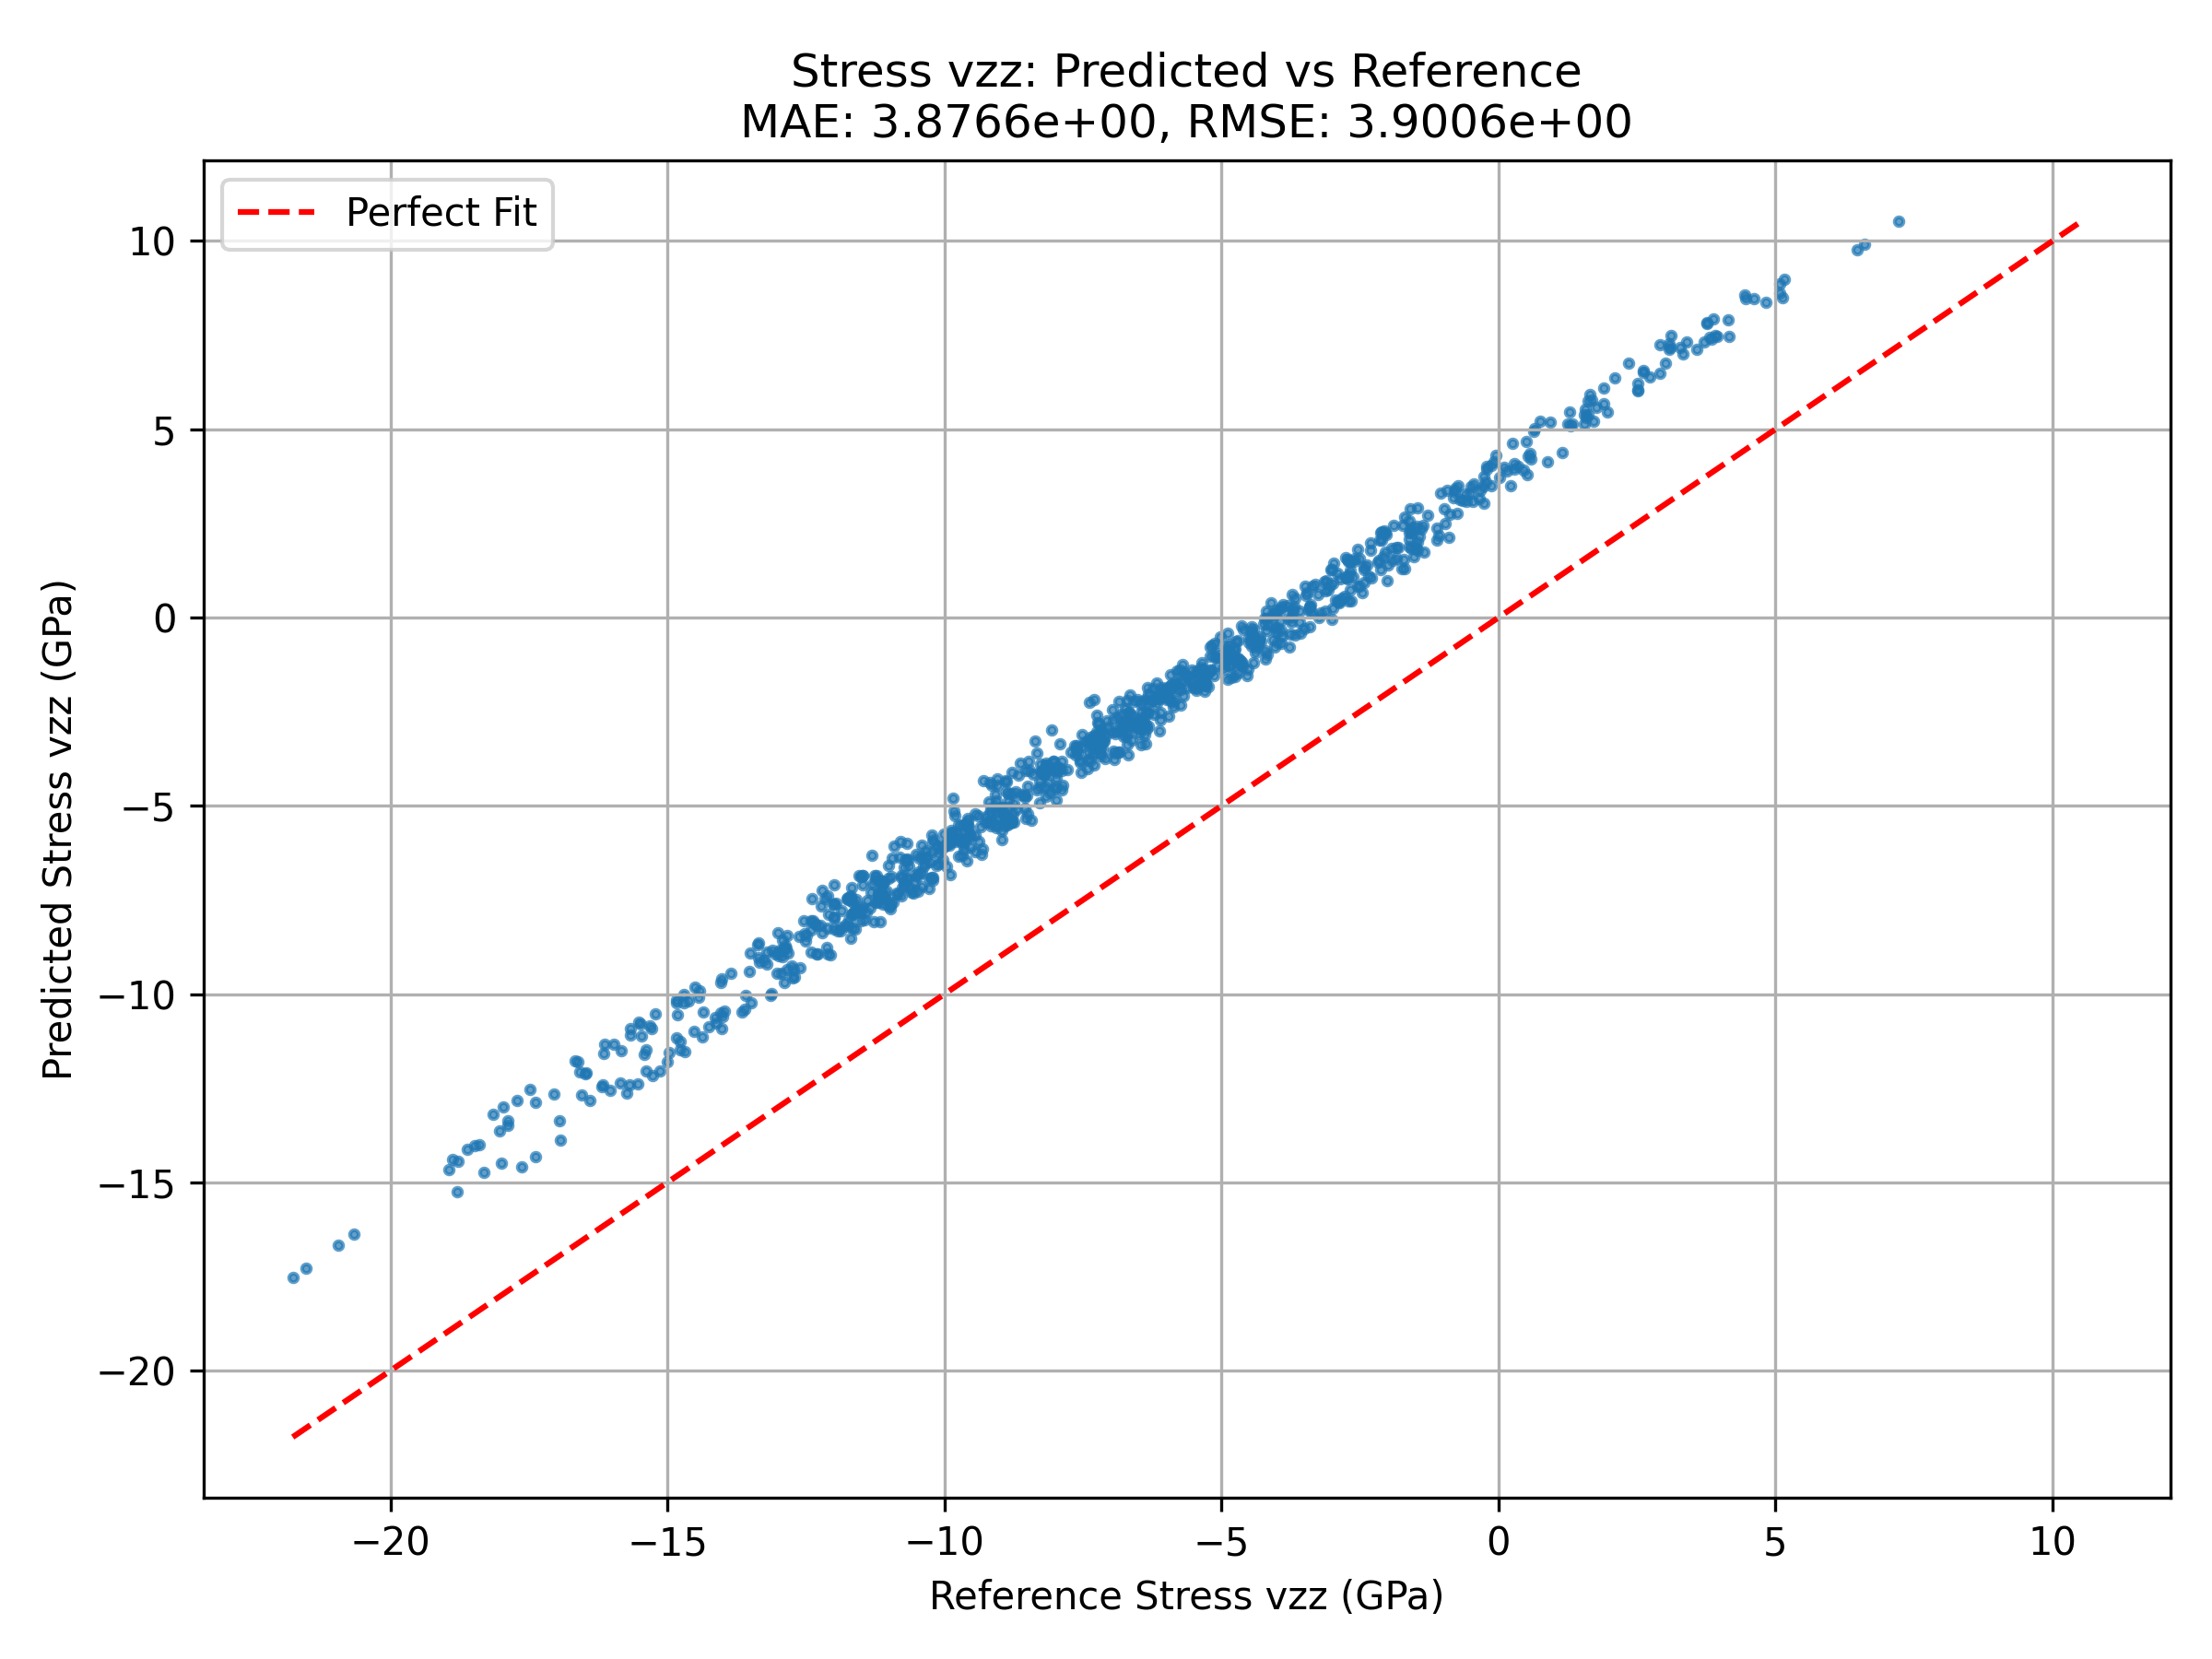 Stress vzz: Predicted vs Reference
MAE: 3.8766e+00, RMSE: 3.9006e+00
Perfect Fit
10
5
0
−5
−10
−15
−20
Predicted Stress vzz (GPa)
−20 −15 −10 −5 0 5 10
Reference Stress vzz (GPa)